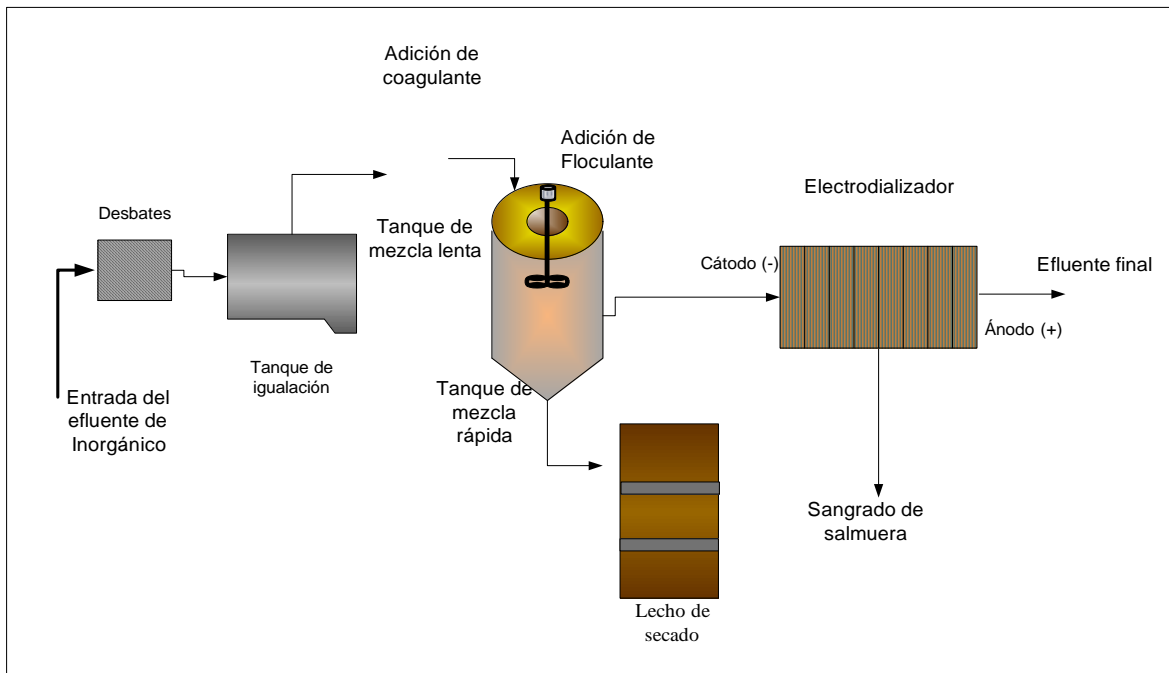 Adición de
coagulante
Adición de
Floculante
Electrodializador
Desbates
Tanque de
mezcla lenta
Cátodo (-)
Efluente final
Ánodo (+)
Tanque de
igualación
Entrada del
efluente de
Inorgánico
Tanque de
mezcla
rápida
Sangrado de
salmuera
Lecho de
secado